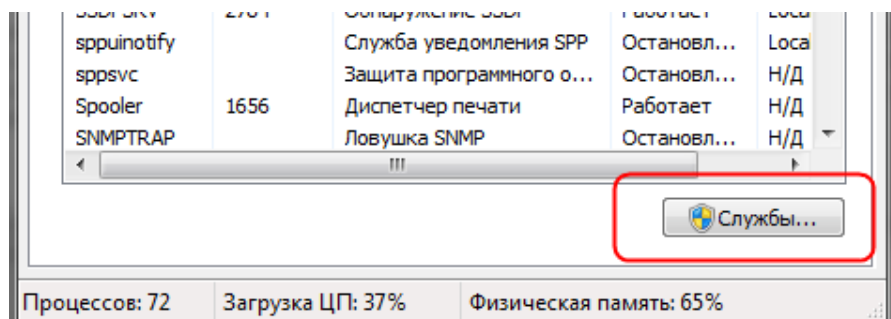 sppuinotify Служба уведомления SPP Остановл... Local
sppsvc Защита программного о... Остановл... Н/Д
Spooler 1656 Диспетчер печати Работает Н/Д
SNMPTRAP Ловушка SNMP Остановл... Н/Д
Службы...
Процессов: 72 Загрузка ЦП: 37% Физическая память: 65%